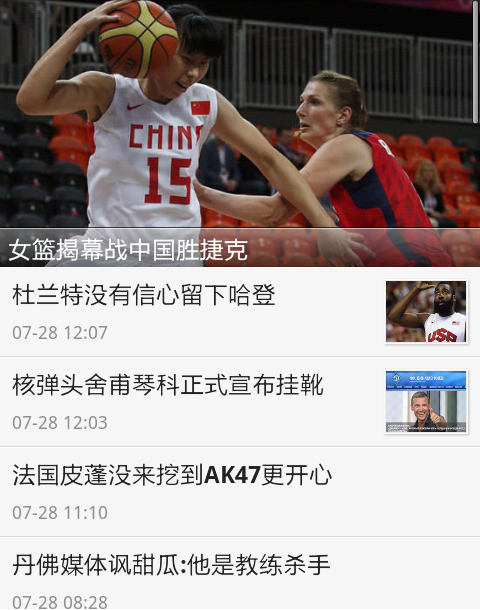 CHIN
15
女篮揭幕战中国胜捷克
杜兰特没有信心留下哈登
07-28 12:07
USA
核弹头舍甫琴科正式宣布挂靴
07-28 12:03
法国皮蓬没来挖到AK47更开心
07-28 11:10
丹佛媒体讽甜瓜:他是教练杀手
07-28 08:28